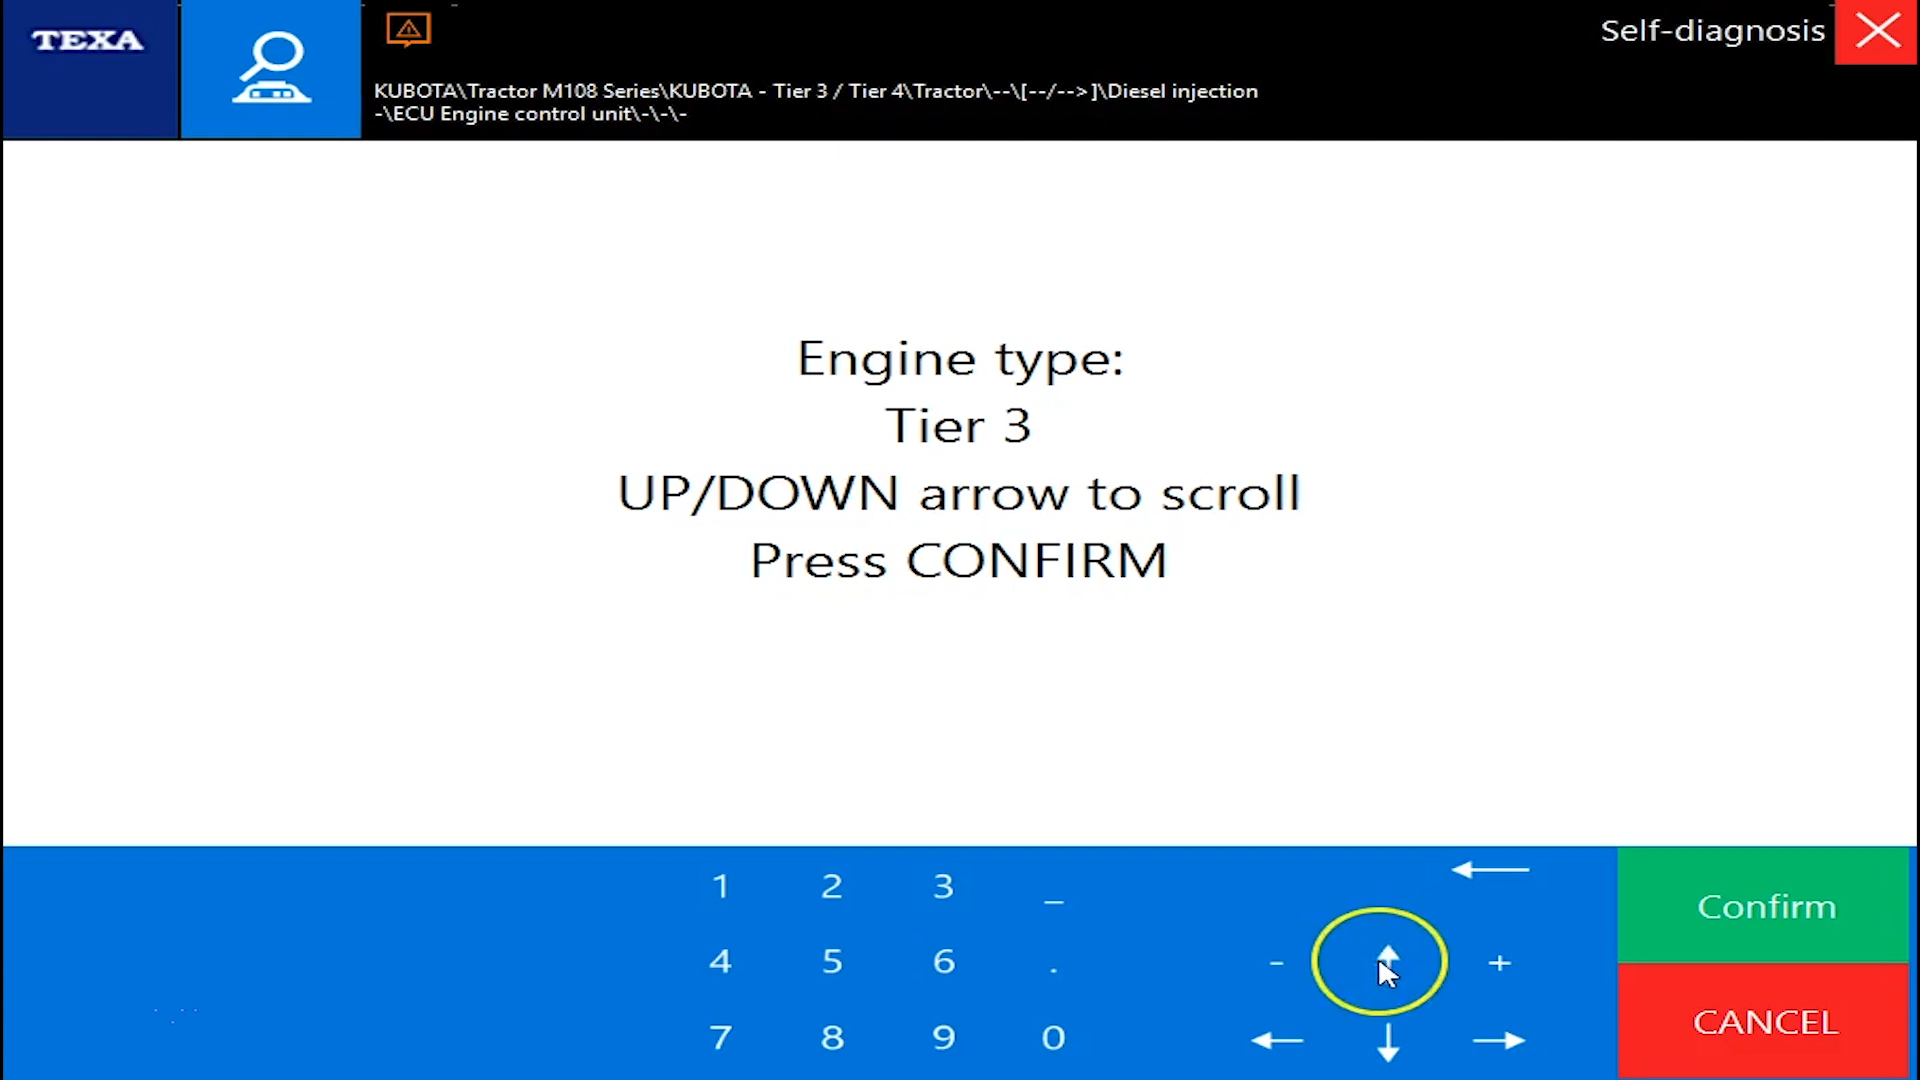 TEXA
Self-diagnosis
KUBOTA\Tractor M108 Series\KUBOTA - Tier 3 / Tier 4\Tractor\--\[--/-->]\Diesel injection
-\ECU Engine control unit\-\-\-
Engine type:
Tier 3
UP/DOWN arrow to scroll
Press CONFIRM
1 2 3 _
4 5 6 . - +
7 8 9 0
Confirm
CANCEL